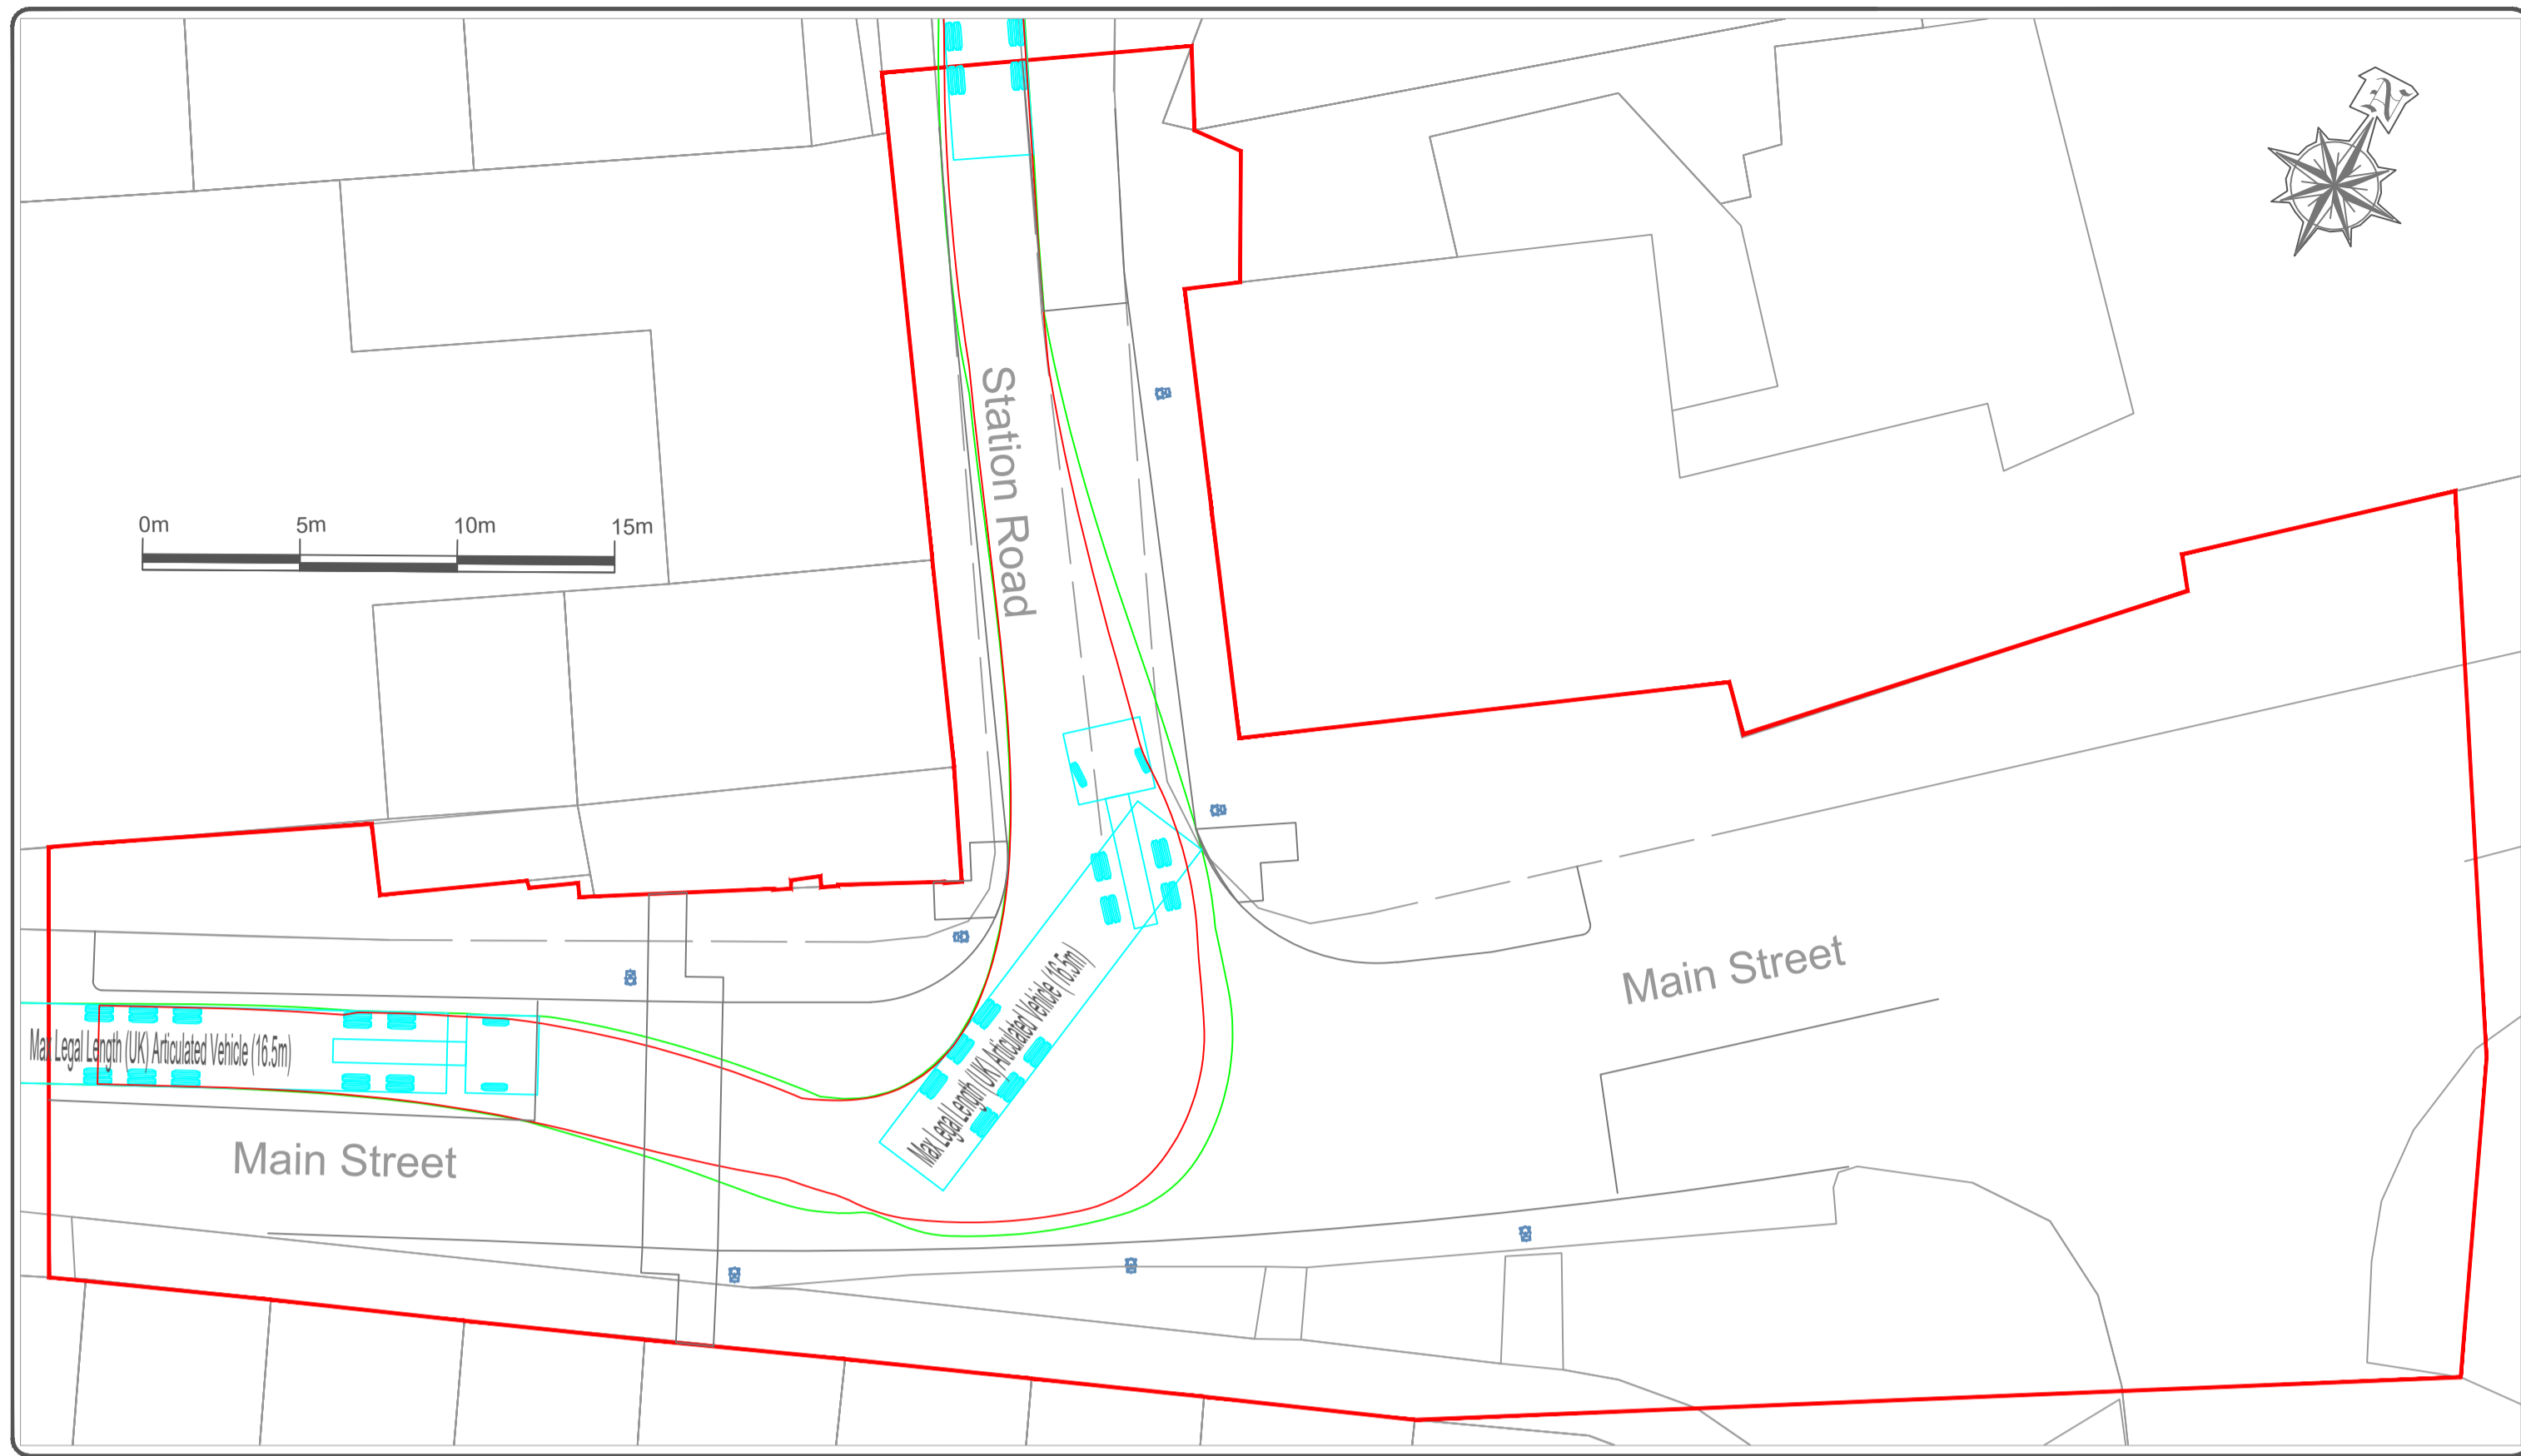 N
Station Road
0m 5m 10m 15m
Main Street
Max Legal Length (UK) Articulated Vehicle (16.5m)
Max Legal Length (UK) Articulated Vehicle (16.5m)
Main Street